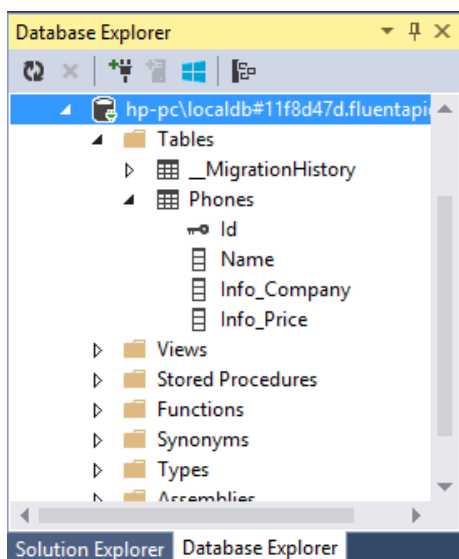 Database Explorer
hp-pc\localdb#11f8d47d.fluentapi
Tables
__MigrationHistory
Phones
Id
Name
Info_Company
Info_Price
Views
Stored Procedures
Functions
Synonyms
Types
Assemblies
Solution Explorer Database Explorer